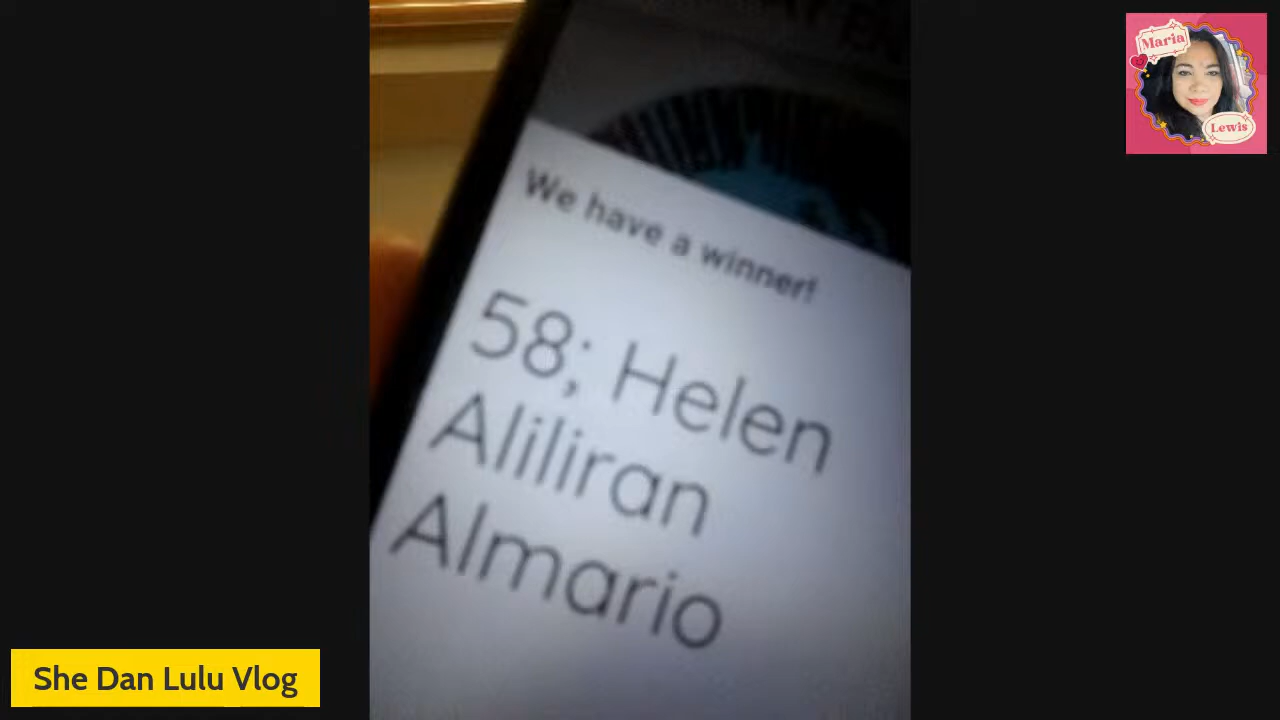 We have a winner!
58; Helen
Aliliran
Almario
Maria
Lewis
She Dan Lulu Vlog